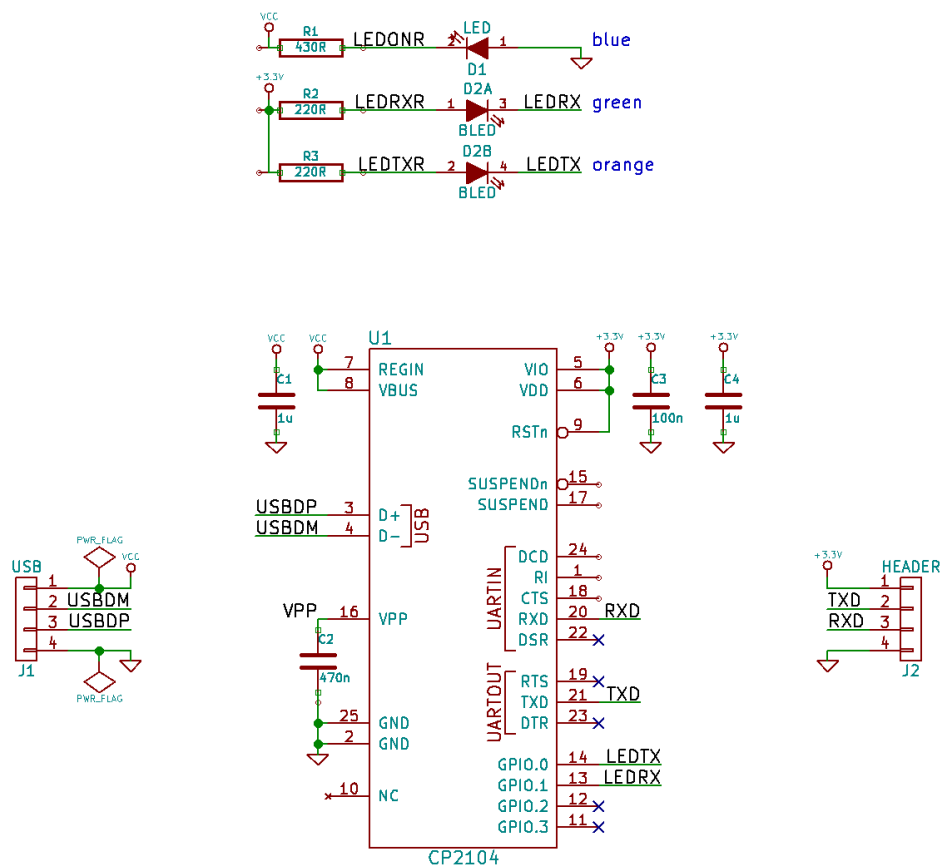 VCC
R1
430R
LEDONR
2
LED
1
D1
blue
+3.3V
R2
220R
LEDRXR
1
D2A
3
BLED
LEDRX
green
R3
220R
LEDTXR
2
D2B
4
BLED
LEDTX
orange
VCC
C1
1u
VCC
U1
7 REGIN
8 VBUS
USBDP 3 D+
USBDM 4 D-
USB
VPP 16 VPP
C2
470n
25 GND
2 GND
10 NC
VIO 5
VDD 6
RSTn 9
+3.3V
+3.3V
C3
100n
+3.3V
C4
1u
SUSPENDn 15
SUSPEND 17
UARTIN
DCD 24
RI 1
CTS 18
RXD 20 RXD
DSR 22
UARTOUT
RTS 19
TXD 21 TXD
DTR 23
GPIO.0 14 LEDTX
GPIO.1 13 LEDRX
GPIO.2 12
GPIO.3 11
CP2104
PWR_FLAG
VCC
USB
1
2 USBDM
3 USBDP
4
J1
PWR_FLAG
+3.3V
HEADER
1
TXD 2
RXD 3
4
J2